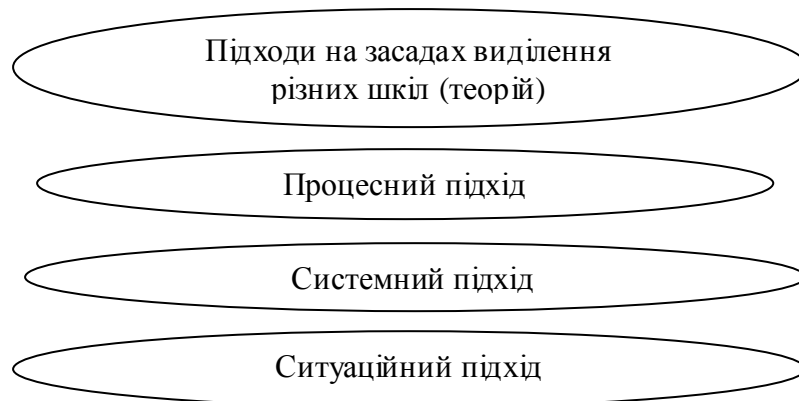 Підходи на засадах виділення
різних шкіл (теорій)
Процесний підхід
Системний підхід
Ситуаційний підхід